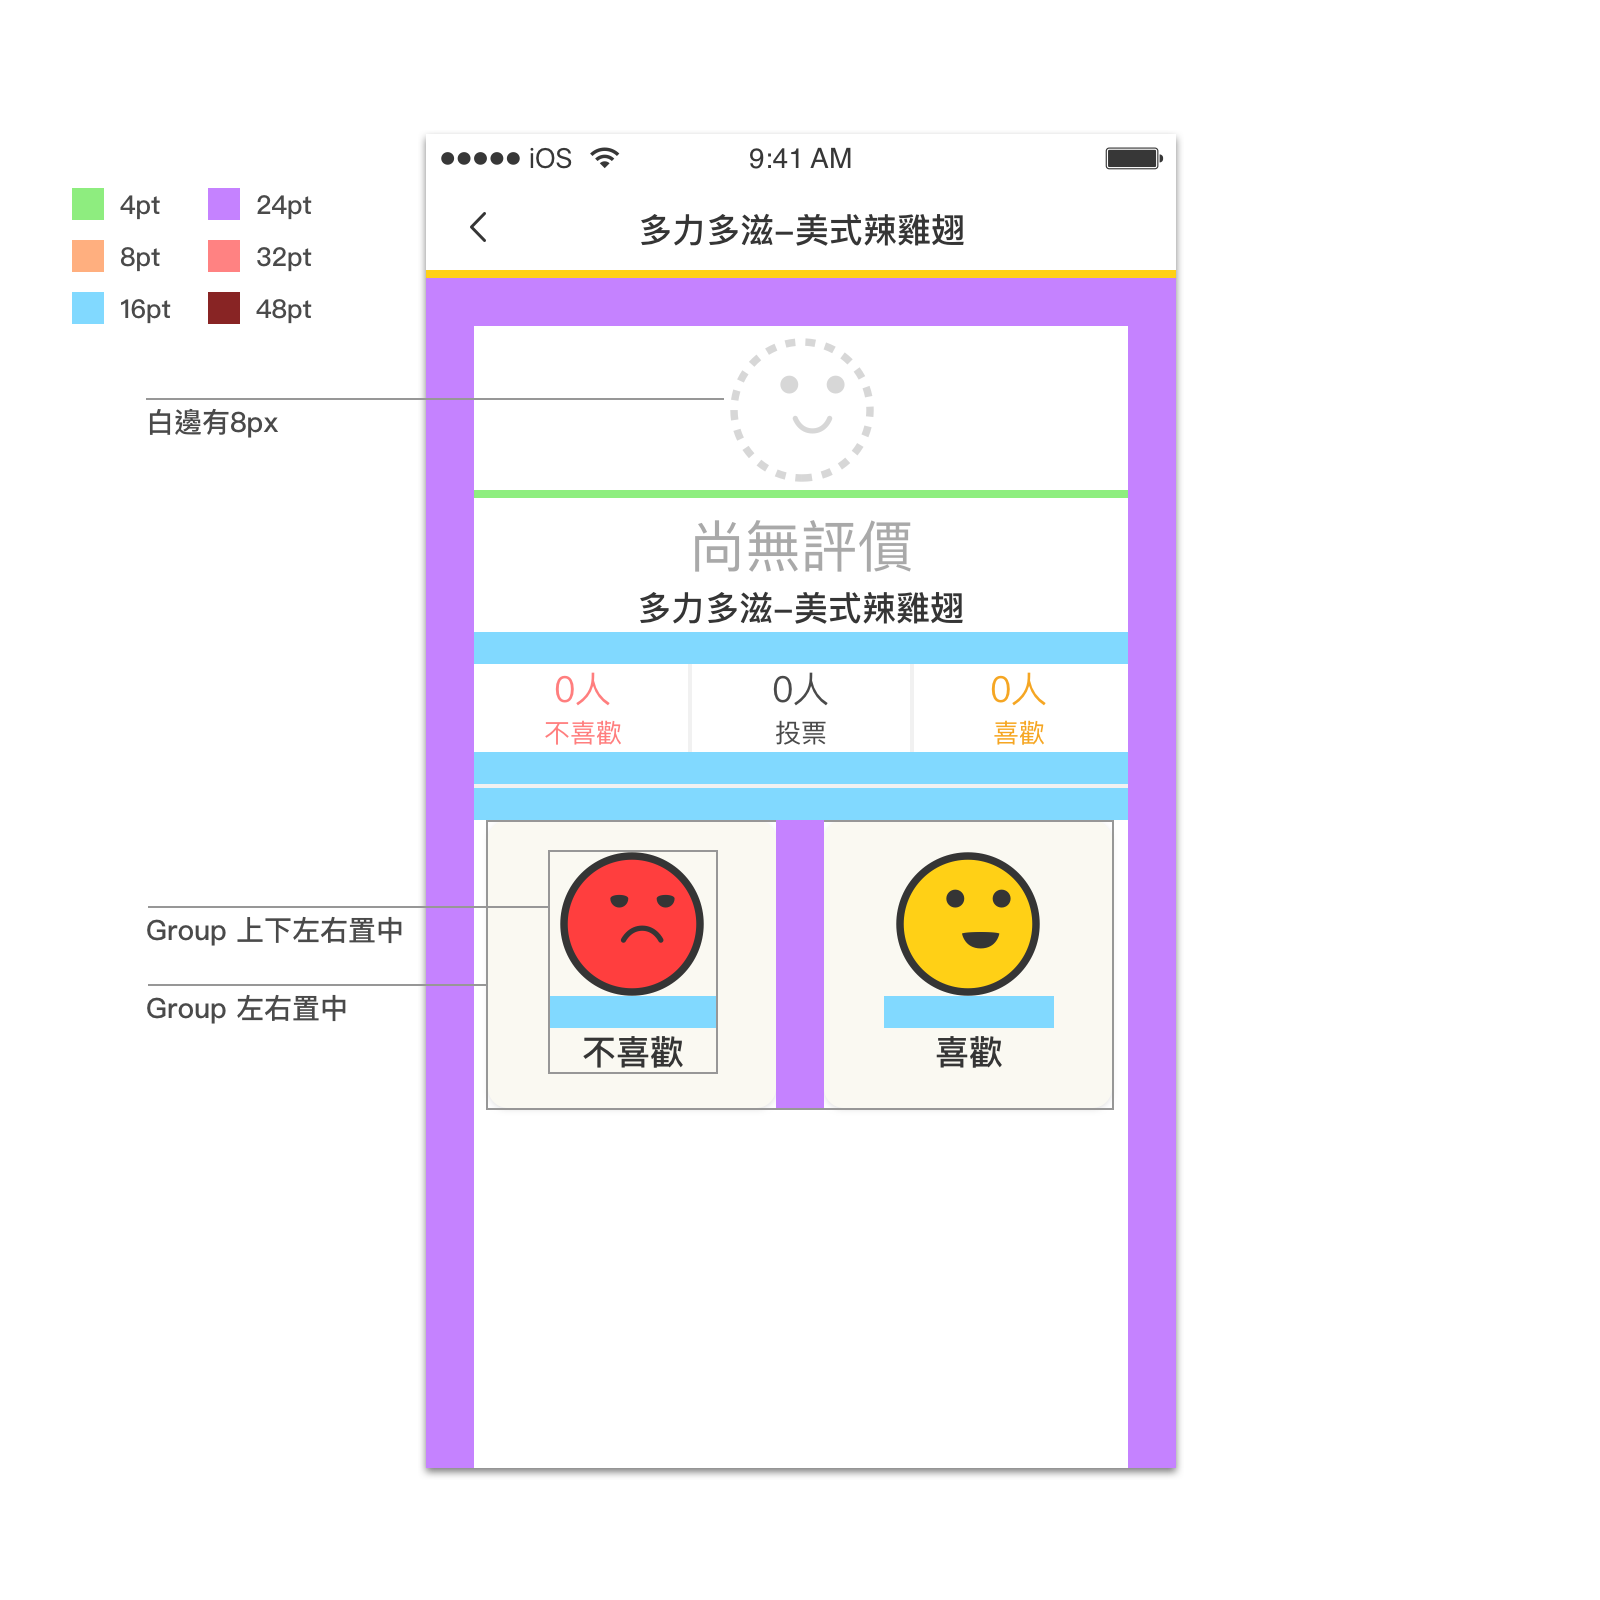 iOS 9:41 AM
多力多滋–美式辣雞翅
4pt 24pt
8pt 32pt
16pt 48pt
白邊有8px
尚無評價
多力多滋–美式辣雞翅
0人 0人 0人
不喜歡 投票 喜歡
Group 上下左右置中
Group 左右置中
不喜歡 喜歡